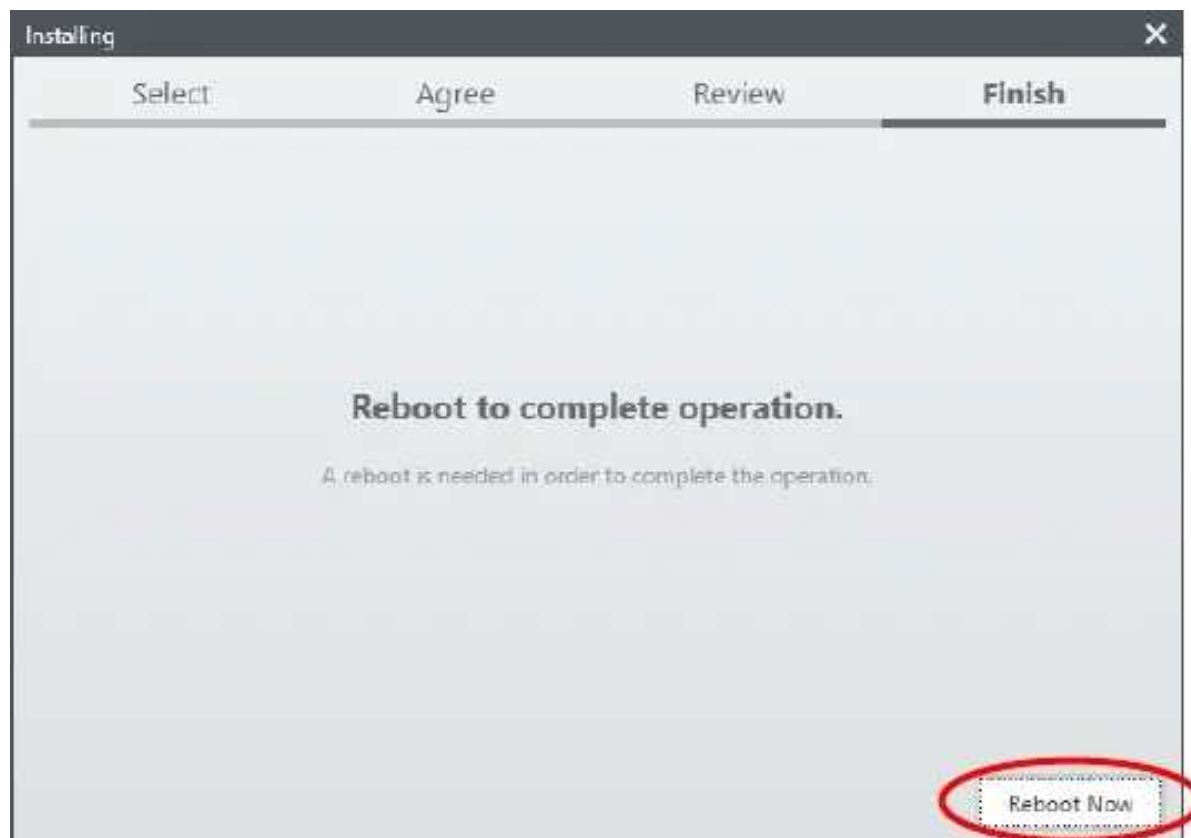 Installing
Select Agree Review Finish
Reboot to complete operation.
A reboot is needed in order to complete the operation.
Reboot Now